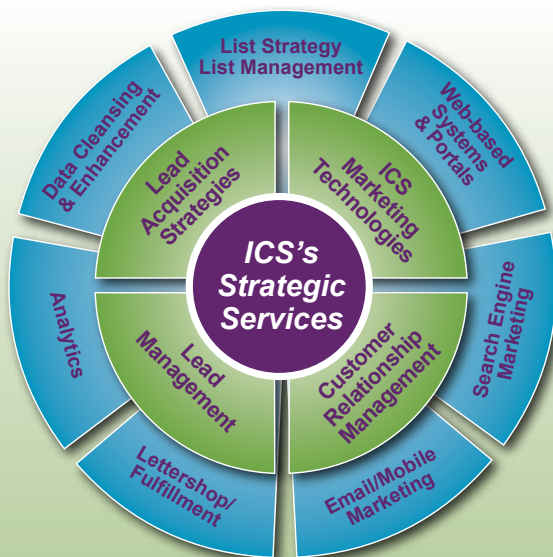 List Strategy
List Management
Web-based
Systems
& Portals
Search Engine
Marketing
Email/Mobile
Marketing
Lettershop/
Fulfillment
Analytics
Data Cleansing
& Enhancement
Lead
Acquisition
Strategies
ICS
Marketing
Technologies
Customer
Relationship
Management
Lead
Management
ICS's
Strategic
Services